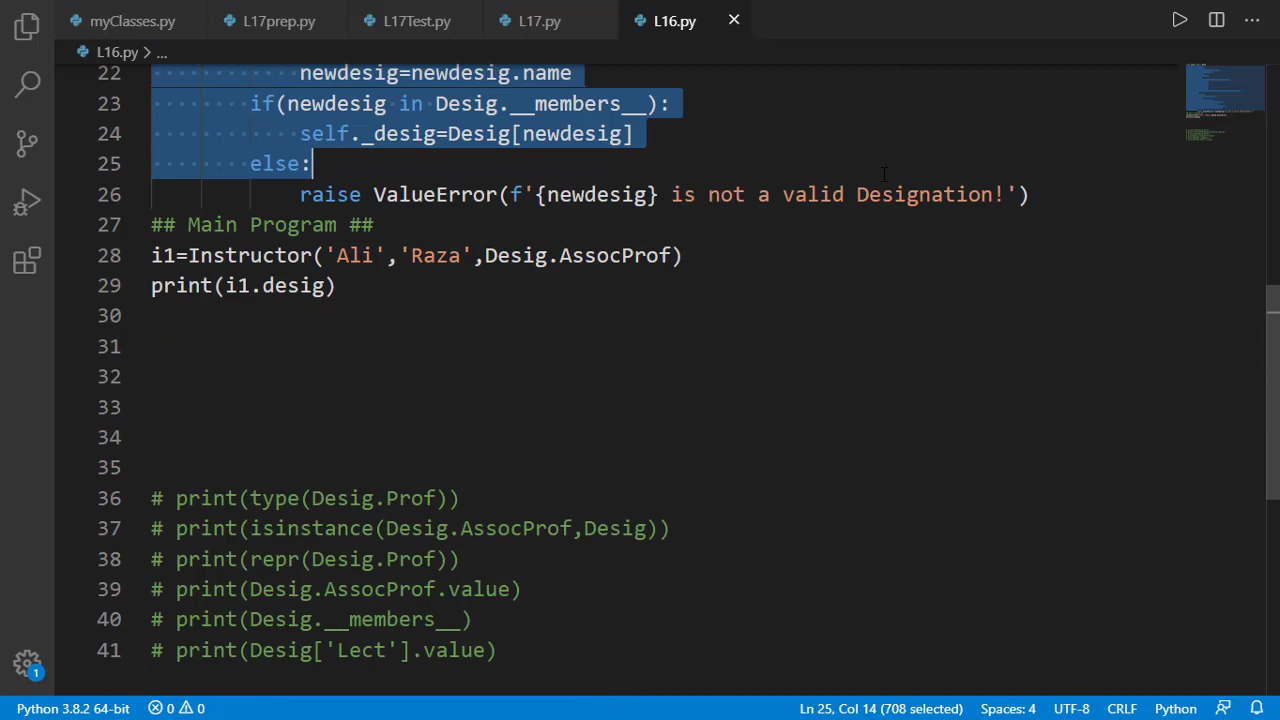 myClasses.py L17prep.py L17Test.py L17.py L16.py
L16.py > ...
22 newdesig=newdesig.name
23 if(newdesig in Desig.__members__):
24 self._desig=Desig[newdesig]
25 else:
26 raise ValueError(f'{newdesig} is not a valid Designation!')
27 ## Main Program ##
28 i1=Instructor('Ali','Raza',Desig.AssocProf)
29 print(i1.desig)
30
31
32
33
34
35
36 # print(type(Desig.Prof))
37 # print(isinstance(Desig.AssocProf,Desig))
38 # print(repr(Desig.Prof))
39 # print(Desig.AssocProf.value)
40 # print(Desig.__members__)
41 # print(Desig['Lect'].value)
1
Python 3.8.2 64-bit 0 0 Ln 25, Col 14 (708 selected) Spaces: 4 UTF-8 CRLF Python